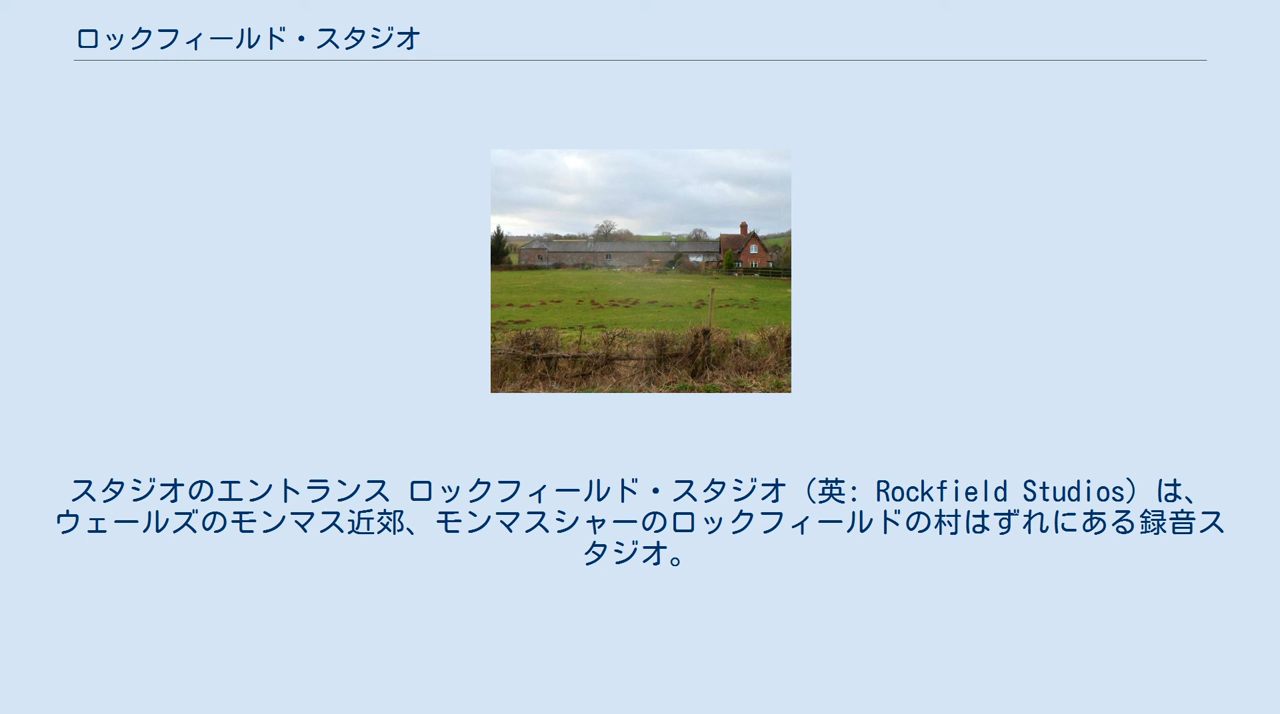 ロックフィールド・スタジオ
スタジオのエントランス ロックフィールド・スタジオ（英: Rockfield Studios）は、
ウェールズのモンマス近郊、モンマスシャーのロックフィールドの村はずれにある録音ス
タジオ。